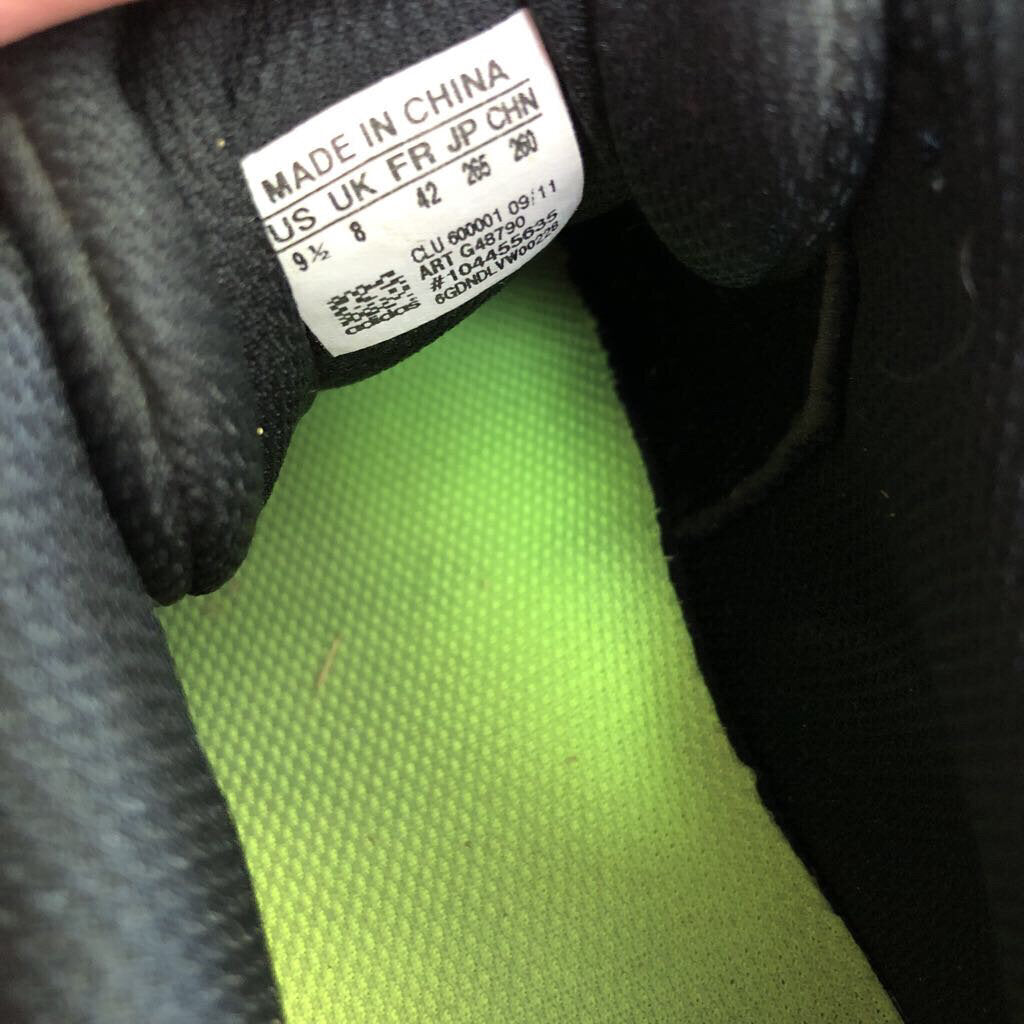 MADE IN CHINA
US UK FR JP CHN
9½ 8 42 265 260
CLU 600001 09/11
ART G48790
#104455635
6GDNDLVW00228
adidas